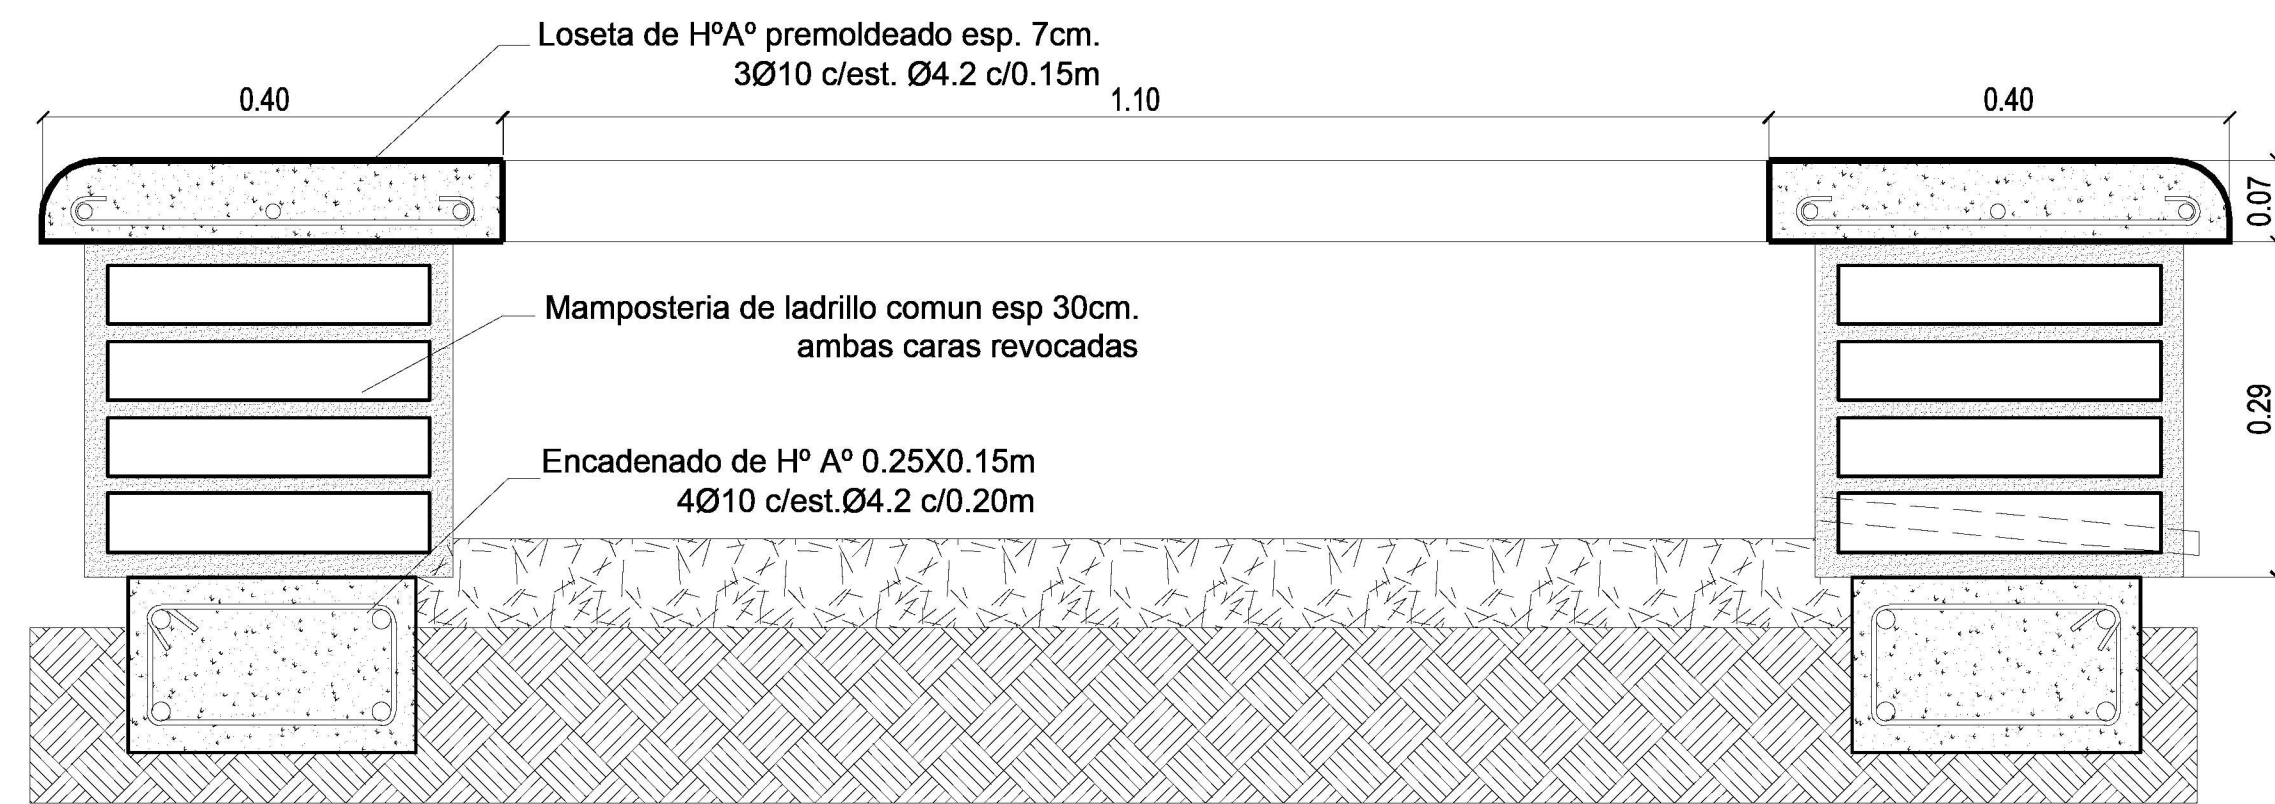 Loseta de HºAº premoldeado esp. 7cm.
3Ø10 c/est. Ø4.2 c/0.15m
0.40
1.10
0.40
0.07
Mamposteria de ladrillo comun esp 30cm.
ambas caras revocadas
0.29
Encadenado de Hº Aº 0.25X0.15m
4Ø10 c/est.Ø4.2 c/0.20m